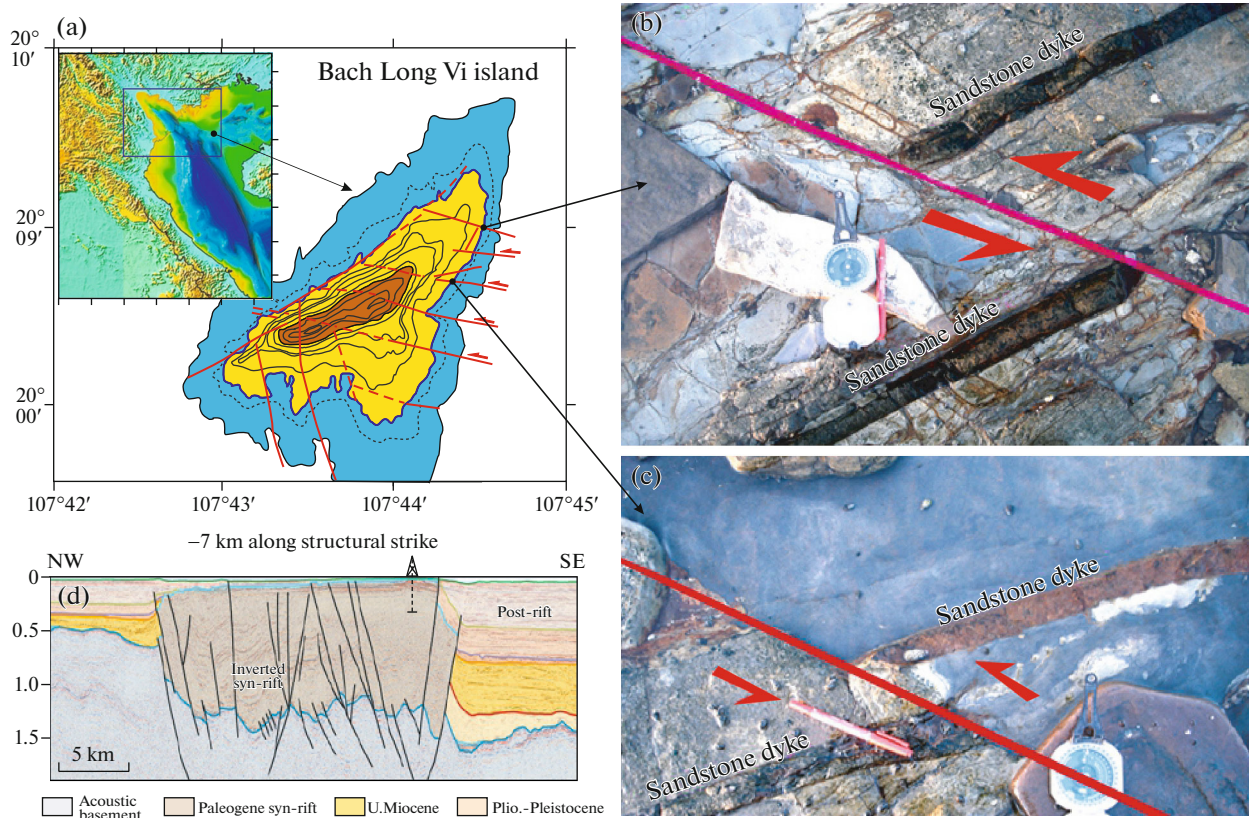 (a)
20°
10′
Bach Long Vi island
20°
09′
20°
00′
107°42′
107°43′
107°44′
107°45′
(b)
Sandstone dyke
Sandstone dyke
(c)
Sandstone dyke
Sandstone dyke
−7 km along structural strike
NW
SE
(d)
0
0.5
1.0
1.5
Post-rift
Inverted
syn-rift
5 km
Acoustic
basement
Paleogene syn-rift
U.Miocene
Plio.-Pleistocene